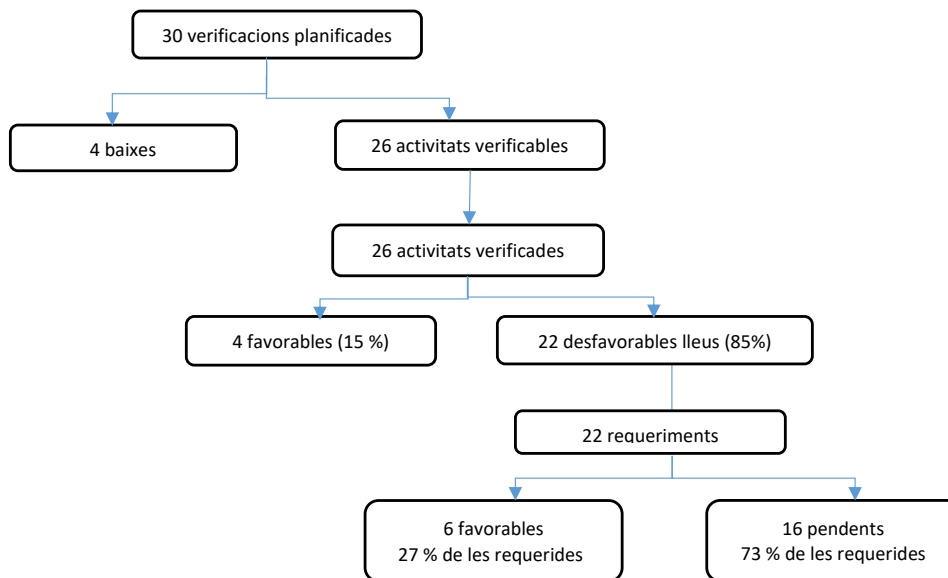 30 verificacions planificades
4 baixes
26 activitats verificables
26 activitats verificades
4 favorables (15 %)
22 desfavorables lleus (85%)
22 requeriments
6 favorables
27 % de les requerides
16 pendents
73 % de les requerides